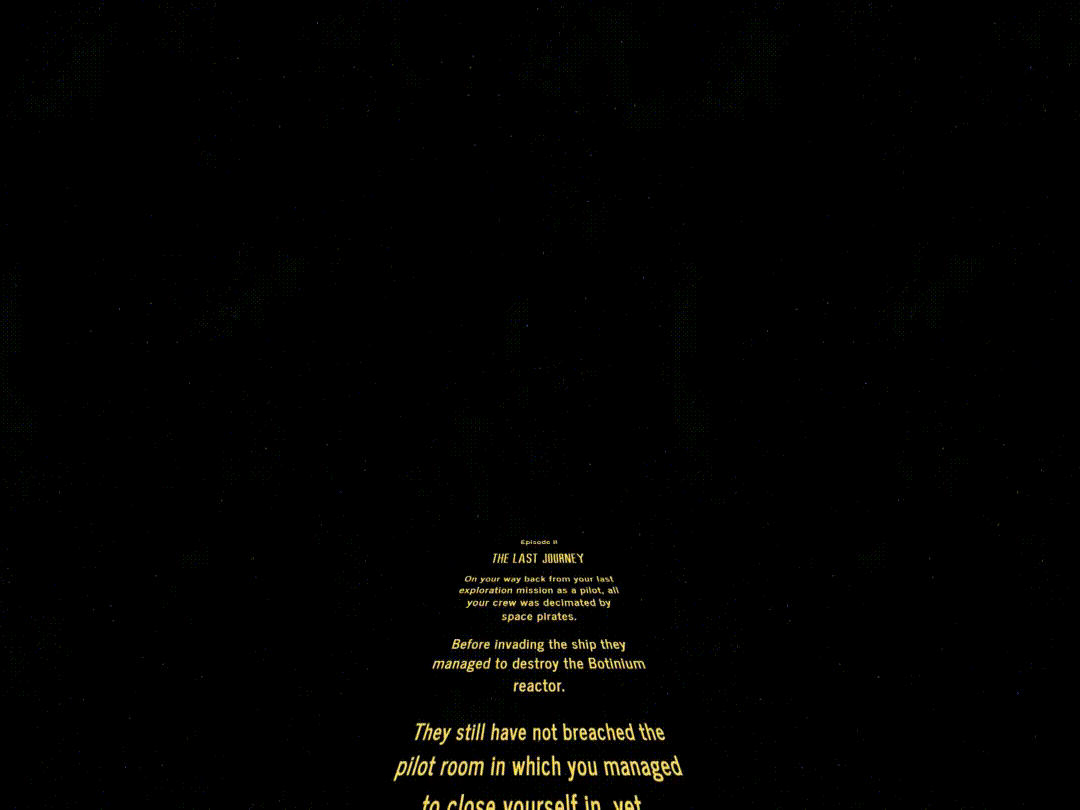 Episode II
THE LAST JOURNEY
On your way back from your last
exploration mission as a pilot, all
your crew was decimated by
space pirates.
Before invading the ship they
managed to destroy the Botinium
reactor.
They still have not breached the
pilot room in which you managed
to close yourself in, yet